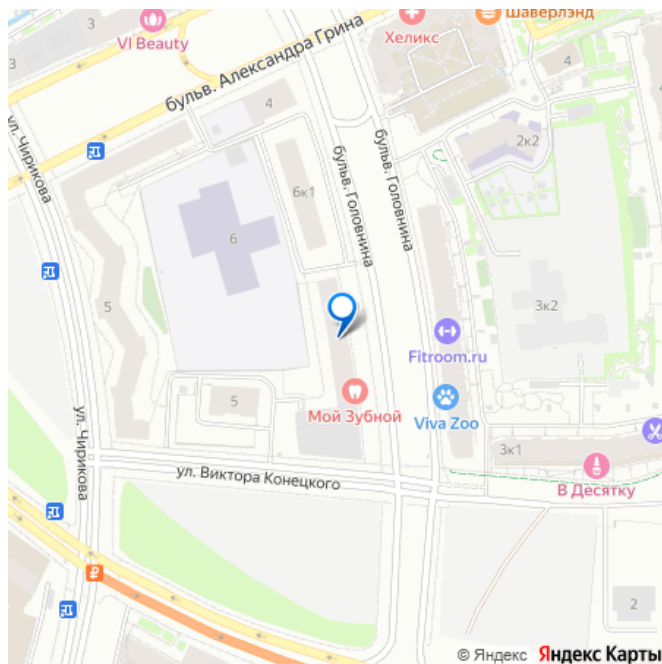 3
VI Beauty
3
Хеликс
Шаверлэнд
4
бульв. Александра Грина
4
ул. Чирикова
2к2
бульв. Головнина
бульв. Головнина
6к1
6
5
3к2
Fitroom.ru
5
Мой Зубной
Viva Zoo
ул. Чирикова
3к1
ул. Виктора Конецкого
В Десятку
2
© Яндекс Яндекс Карты